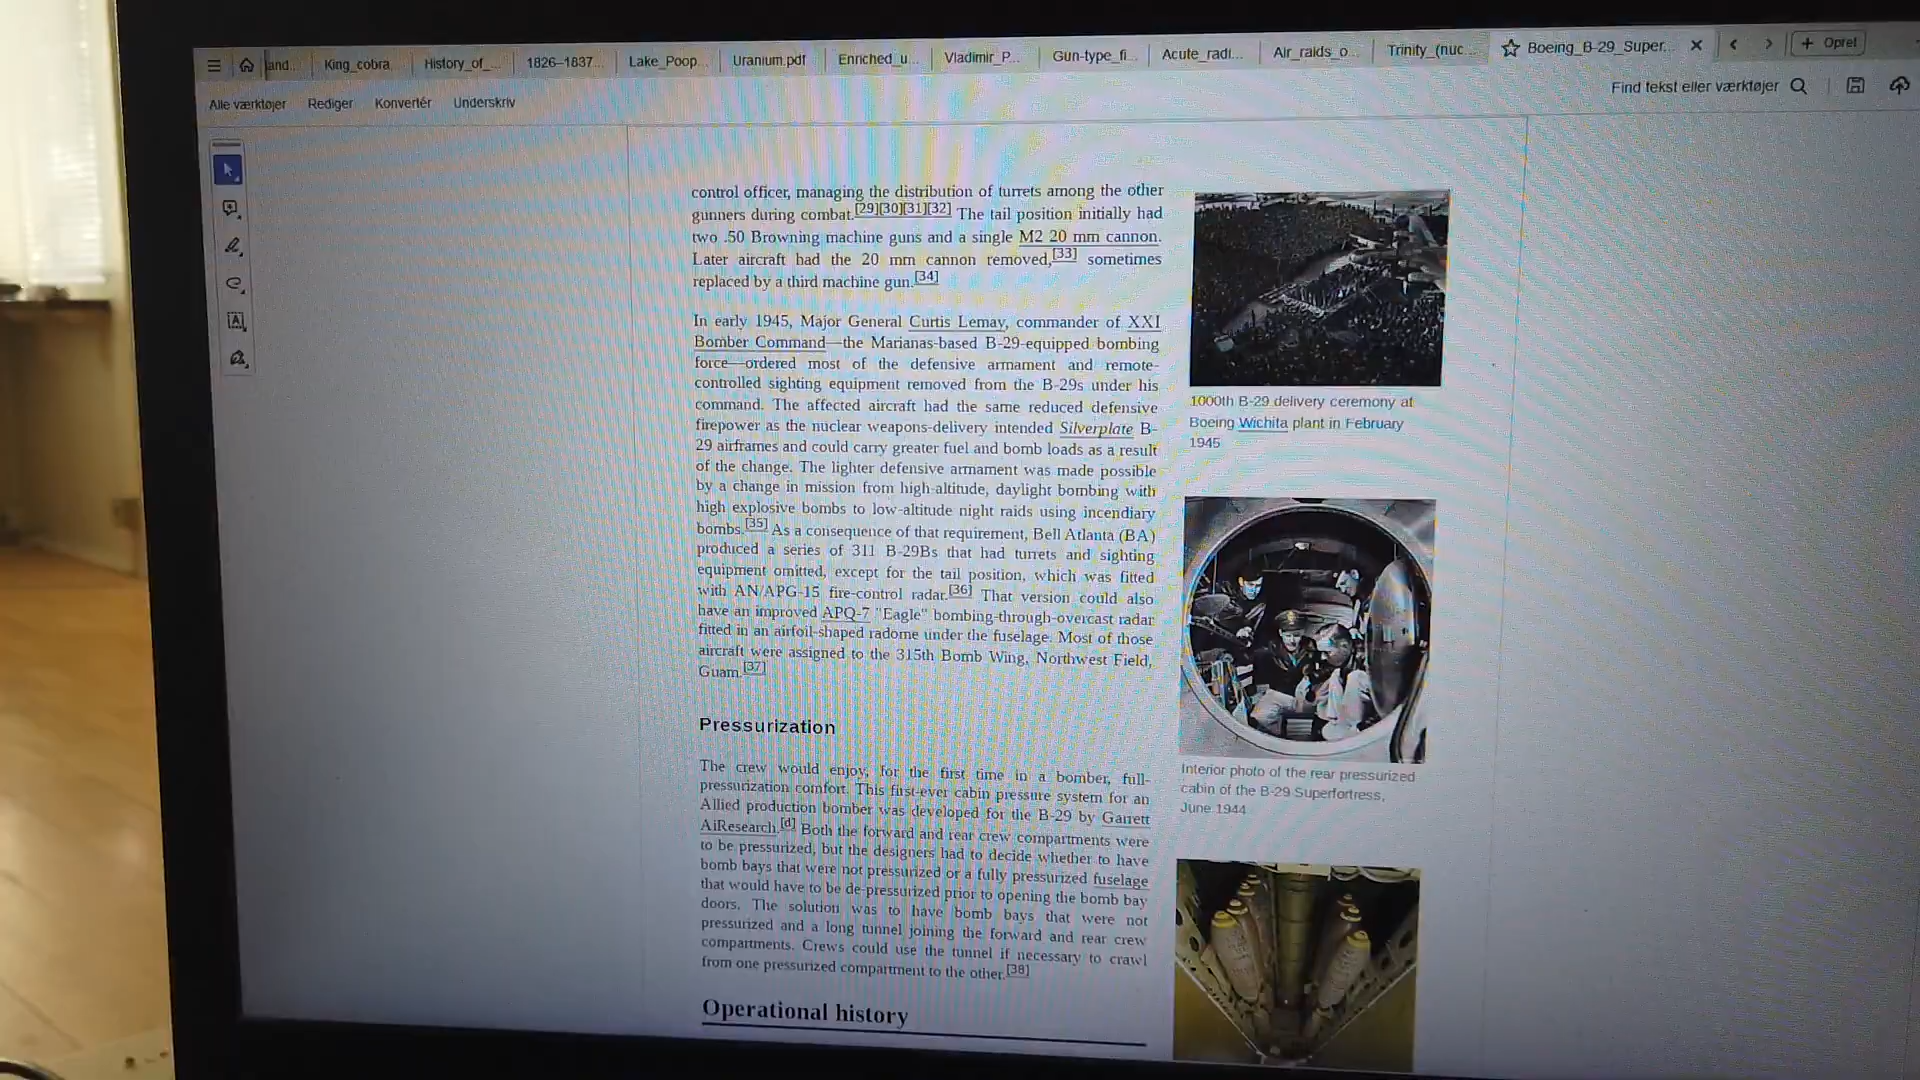 land...
King_cobra
History_of_...
1826–1837...
Lake_Poop...
Uranium.pdf
Enriched_u...
Vladimir_P...
Gun-type_fi...
Acute_radi...
Air_raids_o...
Trinity_(nuc...
Boeing_B-29_Super...
Opret
Alle værktøjer
Rediger
Konvertér
Underskriv
Find tekst eller værktøjer
control officer, managing the distribution of turrets among the other
gunners during combat.[29][30][31][32] The tail position initially had
two .50 Browning machine guns and a single M2 20 mm cannon.
Later aircraft had the 20 mm cannon removed,[33] sometimes
replaced by a third machine gun.[34]
In early 1945, Major General Curtis Lemay, commander of XXI
Bomber Command—the Marianas-based B-29-equipped bombing
force—ordered most of the defensive armament and remote-
controlled sighting equipment removed from the B-29s under his
command. The affected aircraft had the same reduced defensive
firepower as the nuclear weapons-delivery intended Silverplate B-
29 airframes and could carry greater fuel and bomb loads as a result
of the change. The lighter defensive armament was made possible
by a change in mission from high-altitude, daylight bombing with
high explosive bombs to low-altitude night raids using incendiary
bombs.[35] As a consequence of that requirement, Bell Atlanta (BA)
produced a series of 311 B-29Bs that had turrets and sighting
equipment omitted, except for the tail position, which was fitted
with AN/APG-15 fire-control radar.[36] That version could also
have an improved APQ-7 "Eagle" bombing-through-overcast radar
fitted in an airfoil-shaped radome under the fuselage. Most of those
aircraft were assigned to the 315th Bomb Wing, Northwest Field,
Guam.[37]
Pressurization
The crew would enjoy, for the first time in a bomber, full-
pressurization comfort. This first-ever cabin pressure system for an
Allied production bomber was developed for the B-29 by Garrett
AiResearch.[d] Both the forward and rear crew compartments were
to be pressurized, but the designers had to decide whether to have
bomb bays that were not pressurized or a fully pressurized fuselage
that would have to be de-pressurized prior to opening the bomb bay
doors. The solution was to have bomb bays that were not
pressurized and a long tunnel joining the forward and rear crew
compartments. Crews could use the tunnel if necessary to crawl
from one pressurized compartment to the other.[38]
Operational history
1000th B-29 delivery ceremony at
Boeing Wichita plant in February
1945
Interior photo of the rear pressurized
cabin of the B-29 Superfortress,
June 1944